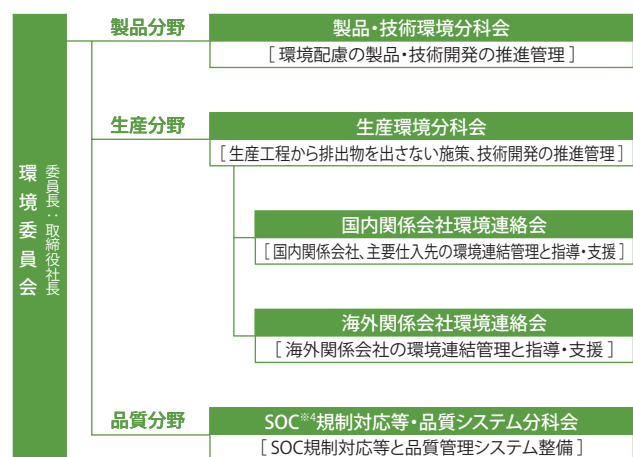 環境委員会
委員長：取締役社長
製品分野
製品・技術環境分科会
［ 環境配慮の製品・技術開発の推進管理 ］
生産分野
生産環境分科会
［ 生産工程から排出物を出さない施策、技術開発の推進管理 ］
国内関係会社環境連絡会
［ 国内関係会社、主要仕入先の環境連結管理と指導・支援 ］
海外関係会社環境連絡会
［ 海外関係会社の環境連結管理と指導・支援 ］
品質分野
SOC※4規制対応等・品質システム分科会
［ SOC規制対応等と品質管理システム整備 ］